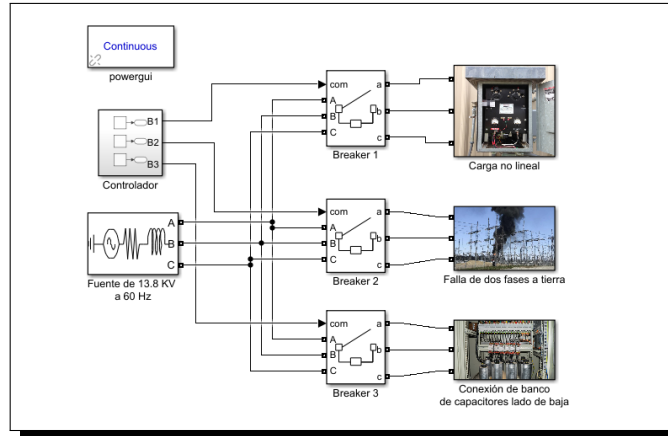 Continuous
powergui
B1
B2
B3
Controlador
A
B
C
Fuente de 13.8 KV
a 60 Hz
com
A
B
C
a
b
c
Breaker 1
Carga no lineal
com
A
B
C
a
b
c
Breaker 2
Falla de dos fases a tierra
com
A
B
C
a
b
c
Breaker 3
Conexión de banco
de capacitores lado de baja